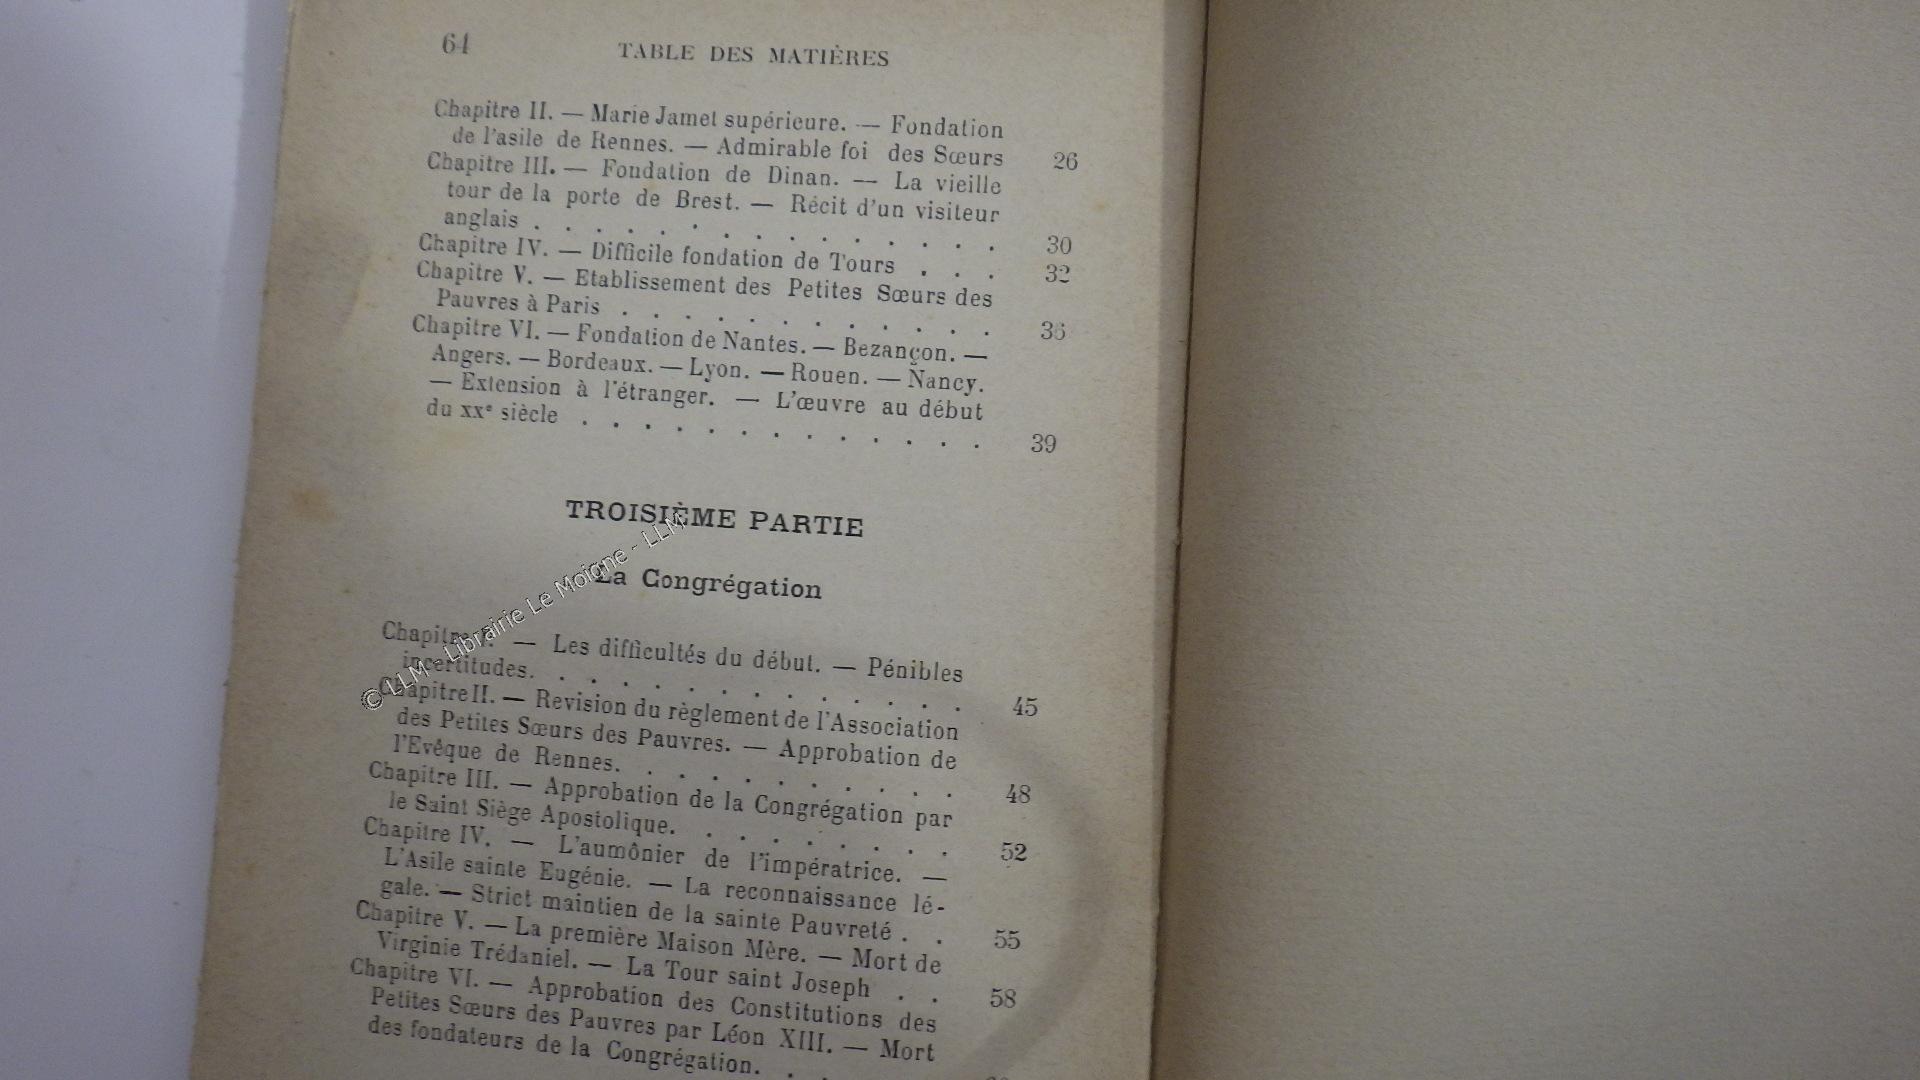 64
TABLE DES MATIÈRES
Chapitre II. — Marie Jamet supérieure. — Fondation
de l'asile de Rennes. — Admirable foi des Sœurs 26
Chapitre III. — Fondation de Dinan. — La vieille
tour de la porte de Brest. — Récit d'un visiteur
anglais . . . . . . . . . . . . . . . 30
Chapitre IV. — Difficile fondation de Tours . . . 32
Chapitre V. — Etablissement des Petites Sœurs des
Pauvres à Paris . . . . . . . . . . . .
Chapitre VI. — Fondation de Nantes. — Bezançon. —
Angers. — Bordeaux. — Lyon. — Rouen. — Nancy.
— Extension à l'étranger. — L'œuvre au début
du XXe siècle . . . . . . . . . . . . . 39
TROISIÈME PARTIE
La Congrégation
Chapitre I. — Les difficultés du début. — Pénibles
incertitudes. . . . . . . . . . . . . . 45
Chapitre II. — Revision du règlement de l'Association
des Petites Sœurs des Pauvres. — Approbation de
l'Evêque de Rennes. . . . . . . . . . . 48
Chapitre III. — Approbation de la Congrégation par
le Saint Siège Apostolique. . . . . . . . . 52
Chapitre IV. — L'aumônier de l'impératrice. —
L'Asile sainte Eugénie. — La reconnaissance lé-
gale. — Strict maintien de la sainte Pauvreté . . 55
Chapitre V. — La première Maison Mère. — Mort de
Virginie Trédaniel. — La Tour saint Joseph . . 58
Chapitre VI. — Approbation des Constitutions des
Petites Sœurs des Pauvres par Léon XIII. — Mort
des fondateurs de la Congrégation. . .
© LLM - Librairie Le Moigne - LLM